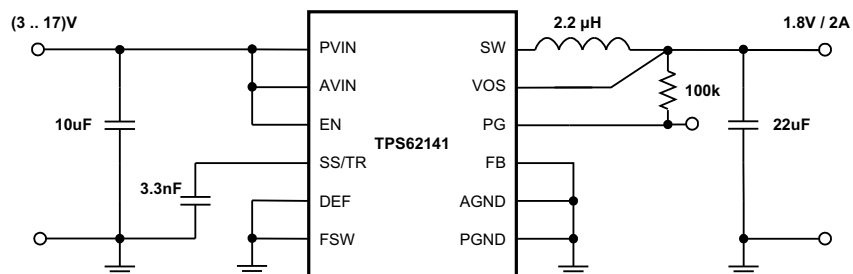 (3 .. 17)V
2.2 µH
1.8V / 2A
PVIN
SW
AVIN
VOS
100k
10uF
EN
PG
22uF
TPS62141
SS/TR
FB
3.3nF
DEF
AGND
FSW
PGND